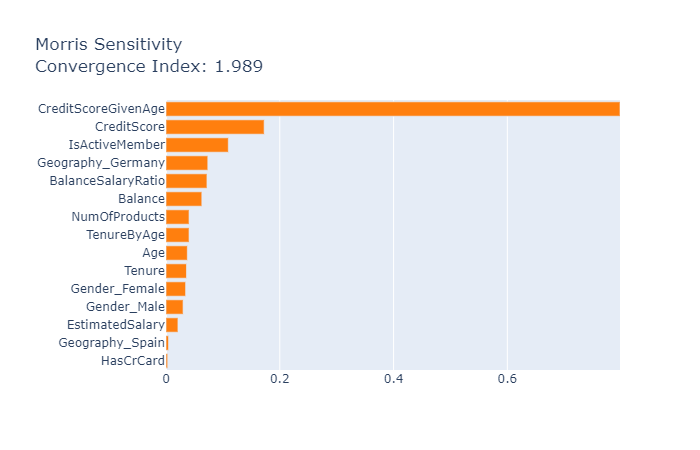 Morris Sensitivity
Convergence Index: 1.989
CreditScoreGivenAge
CreditScore
IsActiveMember
Geography_Germany
BalanceSalaryRatio
Balance
NumOfProducts
TenureByAge
Age
Tenure
Gender_Female
Gender_Male
EstimatedSalary
Geography_Spain
HasCrCard
0 0.2 0.4 0.6